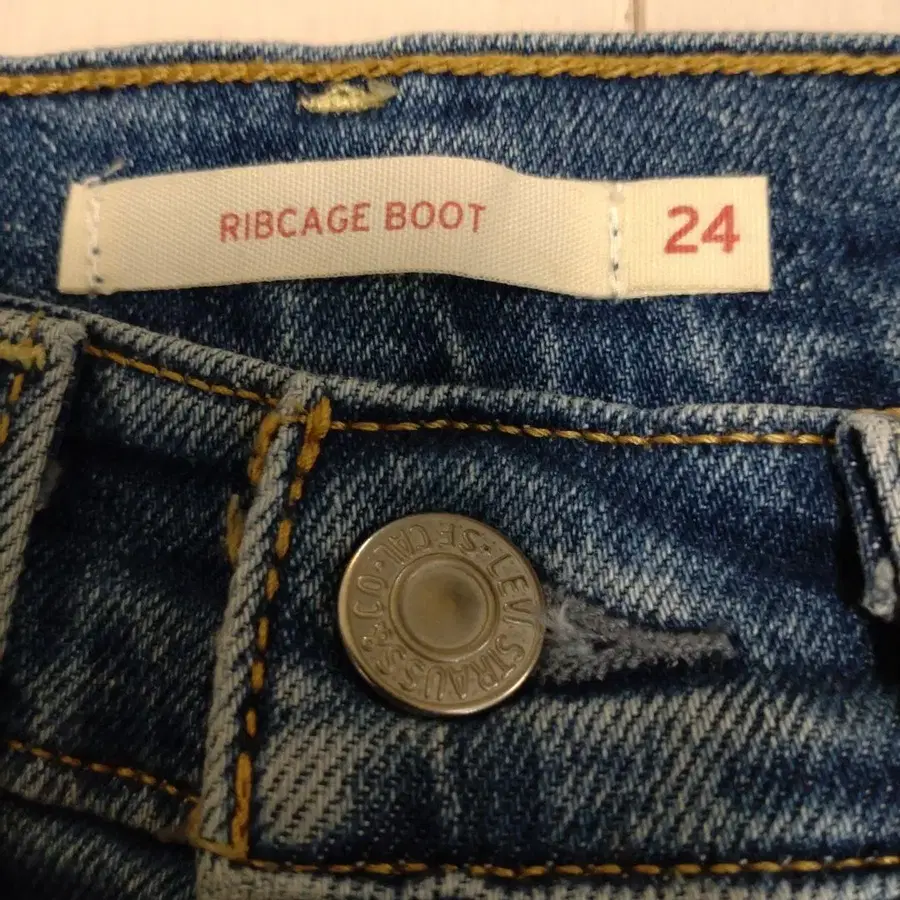 RIBCAGE BOOT
24
LEVI STRAUSS & CO. S.F. CAL.